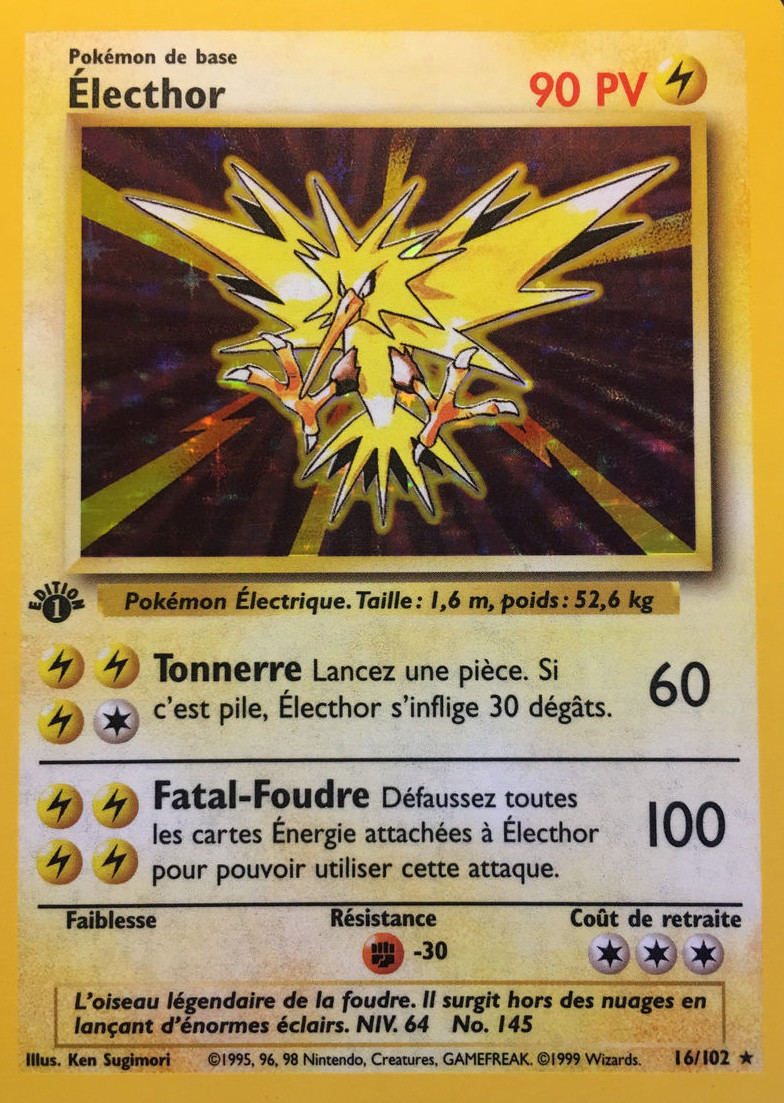 Pokémon de base
Électhor
90 PV
EDITION
1
Pokémon Électrique. Taille: 1,6 m, poids: 52,6 kg
Tonnerre Lancez une pièce. Si
c'est pile, Électhor s'inflige 30 dégâts.
60
Fatal-Foudre Défaussez toutes
les cartes Énergie attachées à Électhor
pour pouvoir utiliser cette attaque.
100
Faiblesse Résistance Coût de retraite
-30
L'oiseau légendaire de la foudre. Il surgit hors des nuages en
lançant d'énormes éclairs. NIV. 64 No. 145
Illus. Ken Sugimori ©1995, 96, 98 Nintendo, Creatures, GAMEFREAK. ©1999 Wizards. 16/102 ★